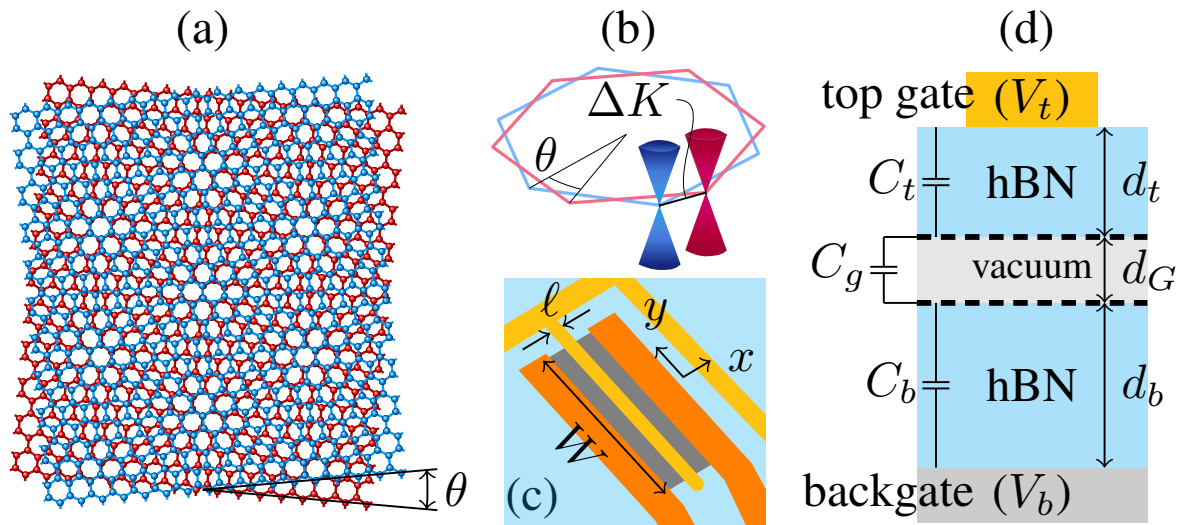 (a)
θ
(b)
ΔK
θ
(c)
ℓ
y
x
W
(d)
top gate (V_t)
C_t
hBN
d_t
C_g
vacuum
d_G
C_b
hBN
d_b
backgate (V_b)